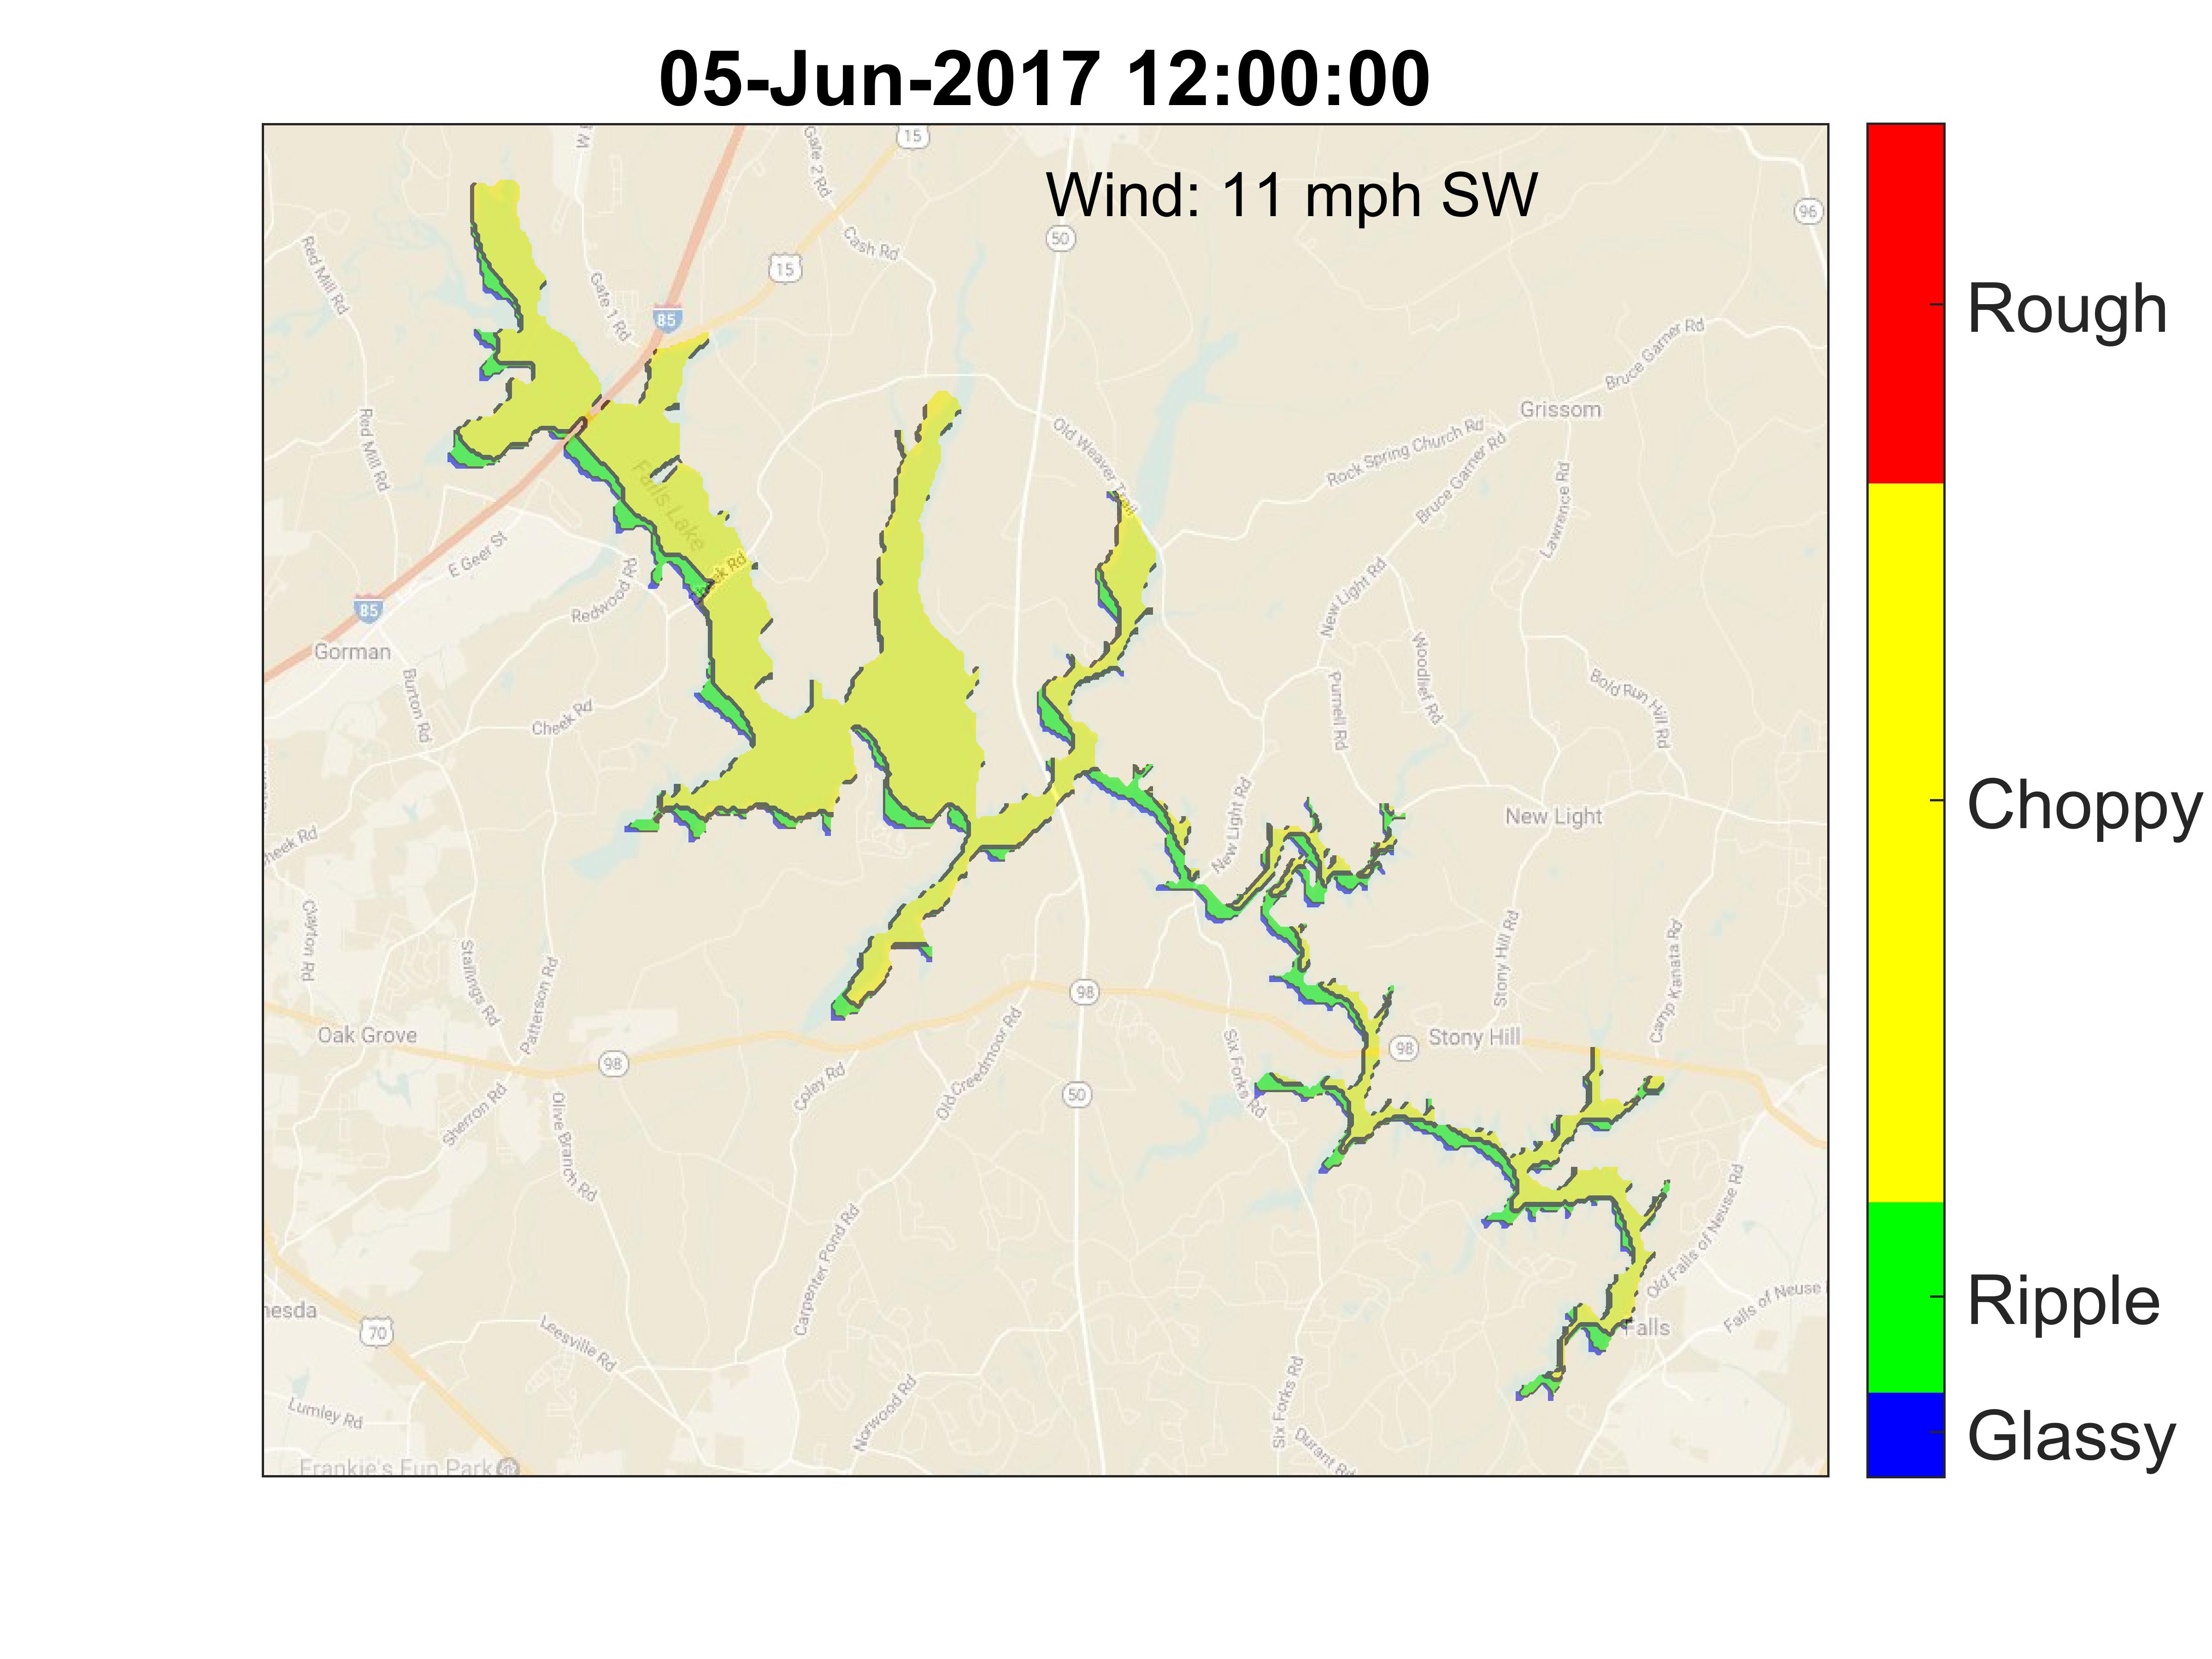 05-Jun-2017 12:00:00
Wind: 11 mph SW
15
Gate 2 Rd
Cash Rd
50
96
Red Mill Rd
15
Gate 1 Rd
85
Bruce Garner Rd
Grissom
Red Mill Rd
Old Weaver Trail
Rock Spring Church Rd
Bruce Garner Rd
Lawrence Rd
Falls Lake
E Geer St
Redwood Rd
85
New Light Rd
Gorman
Burton Rd
Cheek Rd
Purnell Rd
Woodlief Rd
Bold Run Hill Rd
New Light Rd
New Light
Clayton Rd
Stallings Rd
Patterson Rd
98
Stony Hill Rd
Camp Kanata Rd
Oak Grove
98
Coley Rd
Old Creedmoor Rd
50
Six Forks Rd
98
Stony Hill
Sherron Rd
Olive Branch Rd
Carpenter Pond Rd
Old Falls of Neuse Rd
Falls of Neuse
Falls
70
Leesville Rd
Lumley Rd
Norwood Rd
Six Forks Rd
Durant Rd
Frankie's Fun Park
Rough
Choppy
Ripple
Glassy